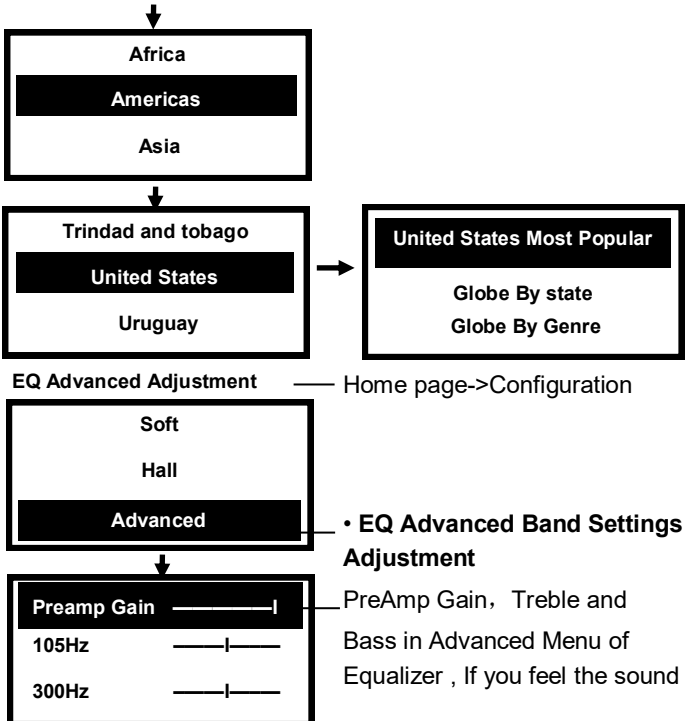 Africa
Americas
Asia
Trindad and tobago
United States
Uruguay
United States Most Popular
Globe By state
Globe By Genre
EQ Advanced Adjustment
Home page->Configuration
Soft
Hall
Advanced
• EQ Advanced Band Settings
Adjustment
Preamp Gain —————I
105Hz ———I———
300Hz ———I———
PreAmp Gain，Treble and
Bass in Advanced Menu of
Equalizer , If you feel the sound